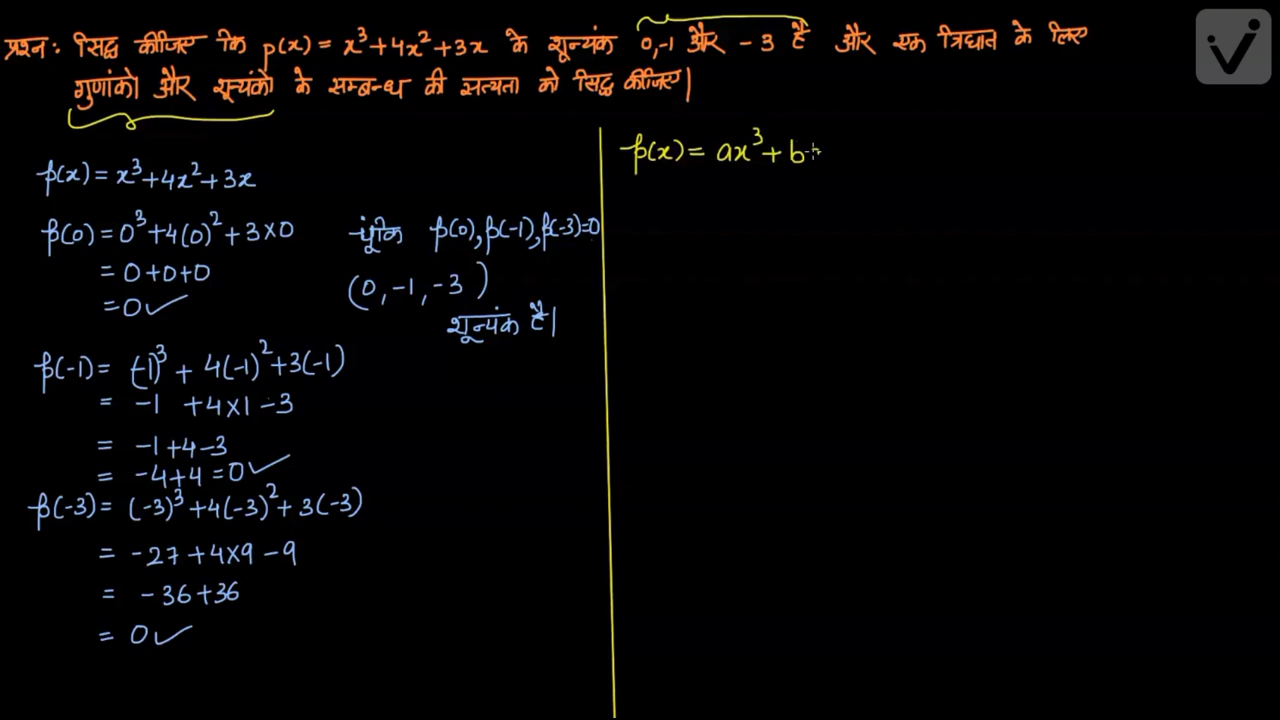 प्रश्न: सिद्ध कीजिए कि p(x) = x³+4x²+3x के शून्यंक 0,-1 और -3 है और एक त्रिघात के लिए
गुणांको और शून्यंको के सम्बन्ध की सत्यता को सिद्ध कीजिए|
p(x) = x³+4x²+3x
p(0) = 0³+4(0)²+3×0
= 0+0+0
=0✓
चूंकि p(0), p(-1), p(-3)=0
(0,-1,-3)
शून्यंक है|
p(-1) = (-1)³ + 4(-1)²+3(-1)
= -1 +4×1 -3
= -1+4-3
= -4+4 =0✓
p(-3) = (-3)³+4(-3)²+3(-3)
= -27+4×9-9
= -36+36
= 0✓
p(x) = ax³+b